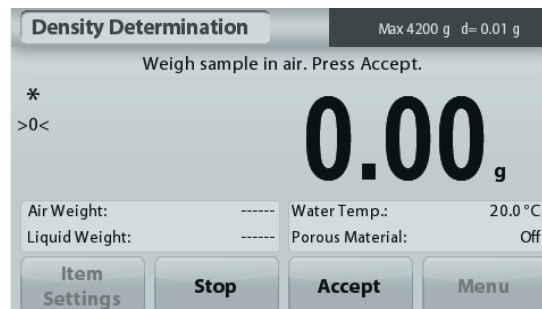 Density Determination Max 4200 g d= 0.01 g
Weigh sample in air. Press Accept.
*
>0<
0.00 g
Air Weight: ------ Water Temp.: 20.0 °C
Liquid Weight: ------ Porous Material: Off
Item Settings Stop Accept Menu